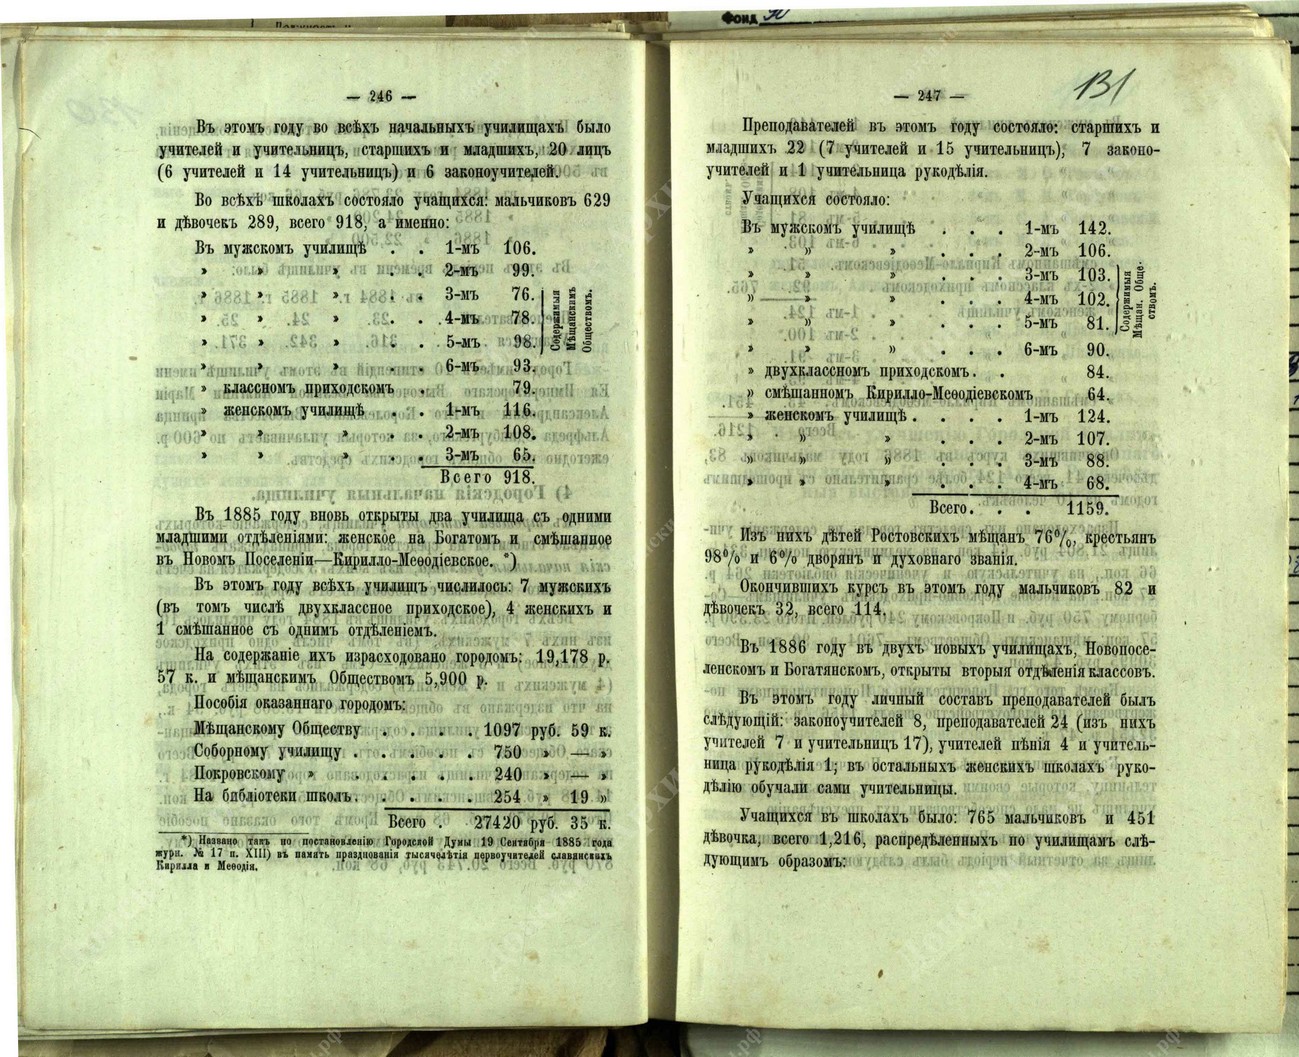 Фонд 90
— 246 —
Въ этомъ году во всѣхъ начальныхъ училищахъ было
учителей и учительницъ, старшихъ и младшихъ, 20 лицъ
(6 учителей и 14 учительницъ) и 6 законоучителей.
Во всѣхъ школахъ состояло учащихся: мальчиковъ 629
и дѣвочекъ 289, всего 918, а именно:
Въ мужскомъ училищѣ . . 1-мъ 106.
» » » . . 2-мъ 99.
» » » . . 3-мъ 76.
» » » . . 4-мъ 78.
» » » . . 5-мъ 98.
Содержимыя
Мѣщанскимъ
Обществомъ.
» » » . . 6-мъ 93.
» классномъ приходскомъ . 79.
» женскомъ училищѣ . . 1-мъ 116.
» » » . . 2-мъ 108.
» » » . . 3-мъ 65.
Всего 918.
Въ 1885 году вновь открыты два училища съ одними
младшими отдѣленіями: женское на Богатомъ и смѣшанное
въ Новомъ Поселеніи—Кирилло-Меѳодіевское. *)
Въ этомъ году всѣхъ училищъ числилось: 7 мужскихъ
(въ томъ числѣ двухклассное приходское), 4 женскихъ и
1 смѣшанное съ однимъ отдѣленіемъ.
На содержаніе ихъ израсходовано городомъ: 19,178 р.
57 к. и мѣщанскимъ Обществомъ 5,900 р.
Пособія оказаннаго городомъ:
Мѣщанскому Обществу . . . . 1097 руб. 59 к.
Соборному училищу . . . . . . 750 » — »
Покровскому » . . . . . . 240 » — »
На библіотеки школъ. . . . . . 254 » 19 »
Всего . 27420 руб. 35 к.
*) Названо такъ по постановленію Городской Думы 19 Сентября 1885 года
журн. № 17 п. XIII) въ память празднованія тысячелѣтія первоучителей славянскихъ
Кирилла и Меѳодія.
— 247 —
131
Преподавателей въ этомъ году состояло: старшихъ и
младшихъ 22 (7 учителей и 15 учительницъ), 7 законо-
учителей и 1 учительница рукодѣлія.
Учащихся состояло:
Въ мужскомъ училищѣ . . . 1-мъ 142.
» » » . . . 2-мъ 106.
» » » . . . 3-мъ 103.
» » » . . . 4-мъ 102.
» » » . . . 5-мъ 81.
Содержимыя
Мѣщан. Обще-
ствомъ.
» » » . . . 6-мъ 90.
» двухклассномъ приходскомъ. . 84.
» смѣшанномъ Кирилло-Меѳодіевскомъ 64.
» женскомъ училищѣ . . . . 1-мъ 124.
» » » . . . 2-мъ 107.
» » » . . . 3-мъ 88.
» » » . . . 4-мъ 68.
Всего. . . 1159.
Изъ нихъ дѣтей Ростовскихъ мѣщанъ 76%, крестьянъ
98% и 6% дворянъ и духовнаго званія.
Окончившихъ курсъ въ этомъ году мальчиковъ 82 и
дѣвочекъ 32, всего 114.
Въ 1886 году въ двухъ новыхъ училищахъ, Новопосе-
ленскомъ и Богатянскомъ, открыты вторыя отдѣленія классовъ.
Въ этомъ году личный составъ преподавателей былъ
слѣдующій: законоучителей 8, преподавателей 24 (изъ нихъ
учителей 7 и учительницъ 17), учителей пѣнія 4 и учитель-
ница рукодѣлія 1; въ остальныхъ женскихъ школахъ руко-
дѣлію обучали сами учительницы.
Учащихся въ школахъ было: 765 мальчиковъ и 451
дѣвочка, всего 1,216, распредѣленныхъ по училищамъ слѣ-
дующимъ образомъ: